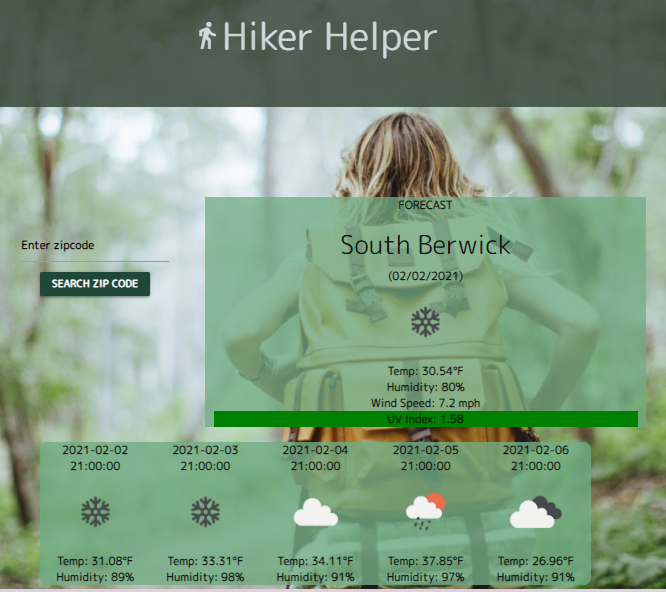 Hiker Helper
FORECAST
South Berwick
(02/02/2021)
Temp: 30.54°F
Humidity: 80%
Wind Speed: 7.2 mph
UV Index: 1.58
Enter zipcode
SEARCH ZIP CODE
2021-02-02
21:00:00
Temp: 31.08°F
Humidity: 89%
2021-02-03
21:00:00
Temp: 33.31°F
Humidity: 98%
2021-02-04
21:00:00
Temp: 34.11°F
Humidity: 91%
2021-02-05
21:00:00
Temp: 37.85°F
Humidity: 97%
2021-02-06
21:00:00
Temp: 26.96°F
Humidity: 91%